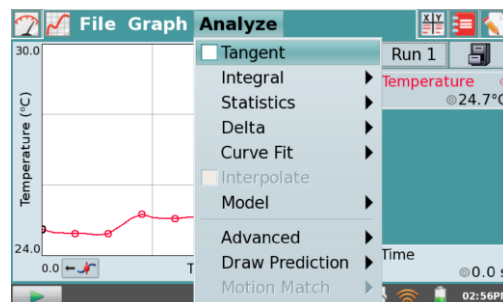 File Graph Analyze
X Y
30.0
Temperature (°C)
24.0
0.0
Tangent
Integral
Statistics
Delta
Curve Fit
Interpolate
Model
Advanced
Draw Prediction
Motion Match
Run 1
Temperature
24.7°C
Time
0.0 s
02:56PM